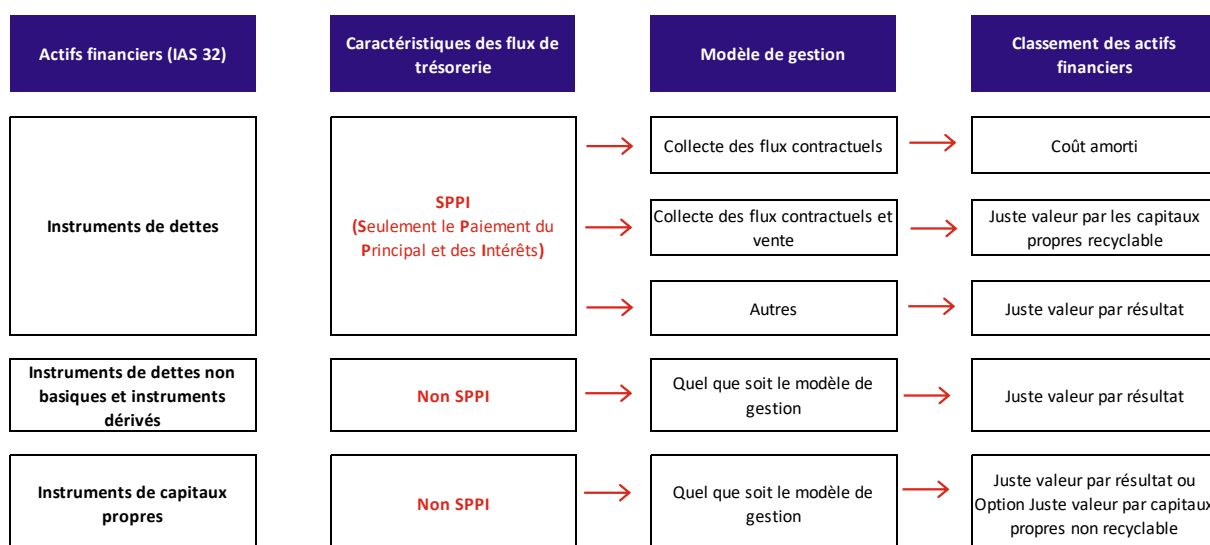 Actifs financiers (IAS 32)
Caractéristiques des flux de
trésorerie
Modèle de gestion
Classement des actifs
financiers
Instruments de dettes
SPPI
(Seulement le Paiement du
Principal et des Intérêts)
Collecte des flux contractuels
Coût amorti
Collecte des flux contractuels et
vente
Juste valeur par les capitaux
propres recyclable
Autres
Juste valeur par résultat
Instruments de dettes non
basiques et instruments
dérivés
Non SPPI
Quel que soit le modèle de
gestion
Juste valeur par résultat
Instruments de capitaux
propres
Non SPPI
Quel que soit le modèle de
gestion
Juste valeur par résultat ou
Option Juste valeur par capitaux
propres non recyclable